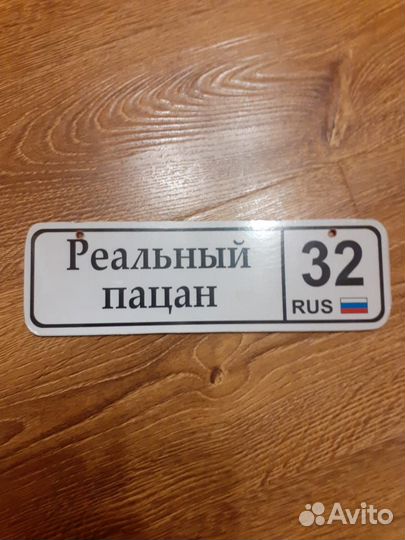 Реальный
пацан
32
RUS
Avito